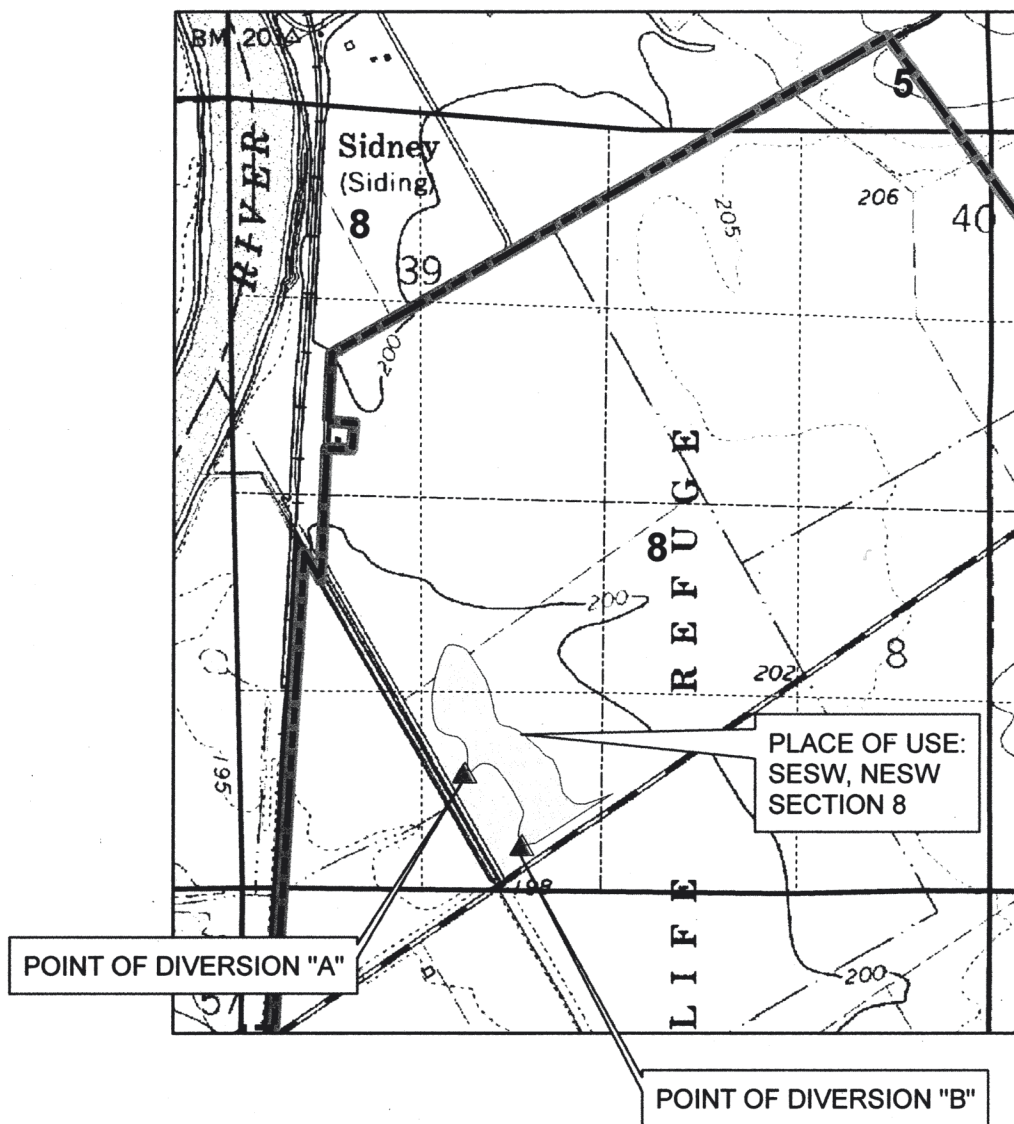 BM 201
5
RIVER
Sidney
(Siding)
8
39
205
206
40
200
REFUGE
8
200
202
8
195
PLACE OF USE:
SESW, NESW
SECTION 8
198
LIFE
200
POINT OF DIVERSION "A"
POINT OF DIVERSION "B"